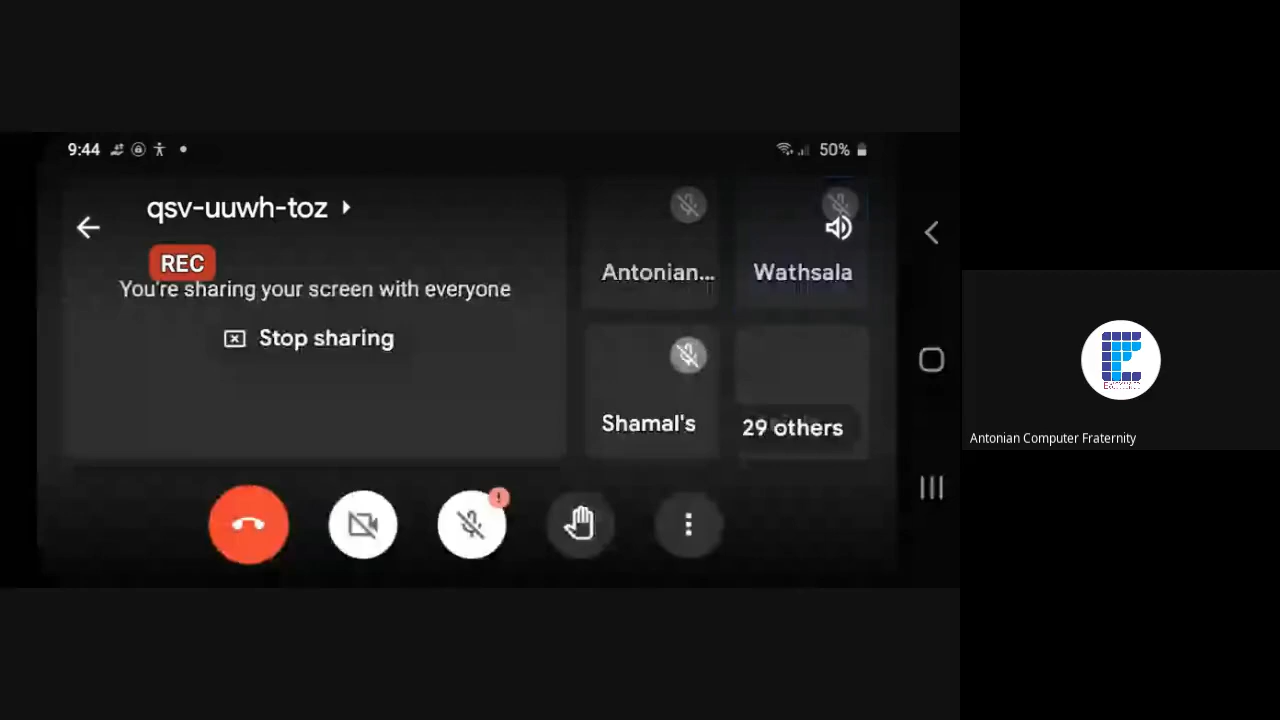 9:44
50%
qsv-uuwh-toz
REC
You're sharing your screen with everyone
Stop sharing
Antonian...
Wathsala
Shamal's
29 others
Antonian Computer Fraternity